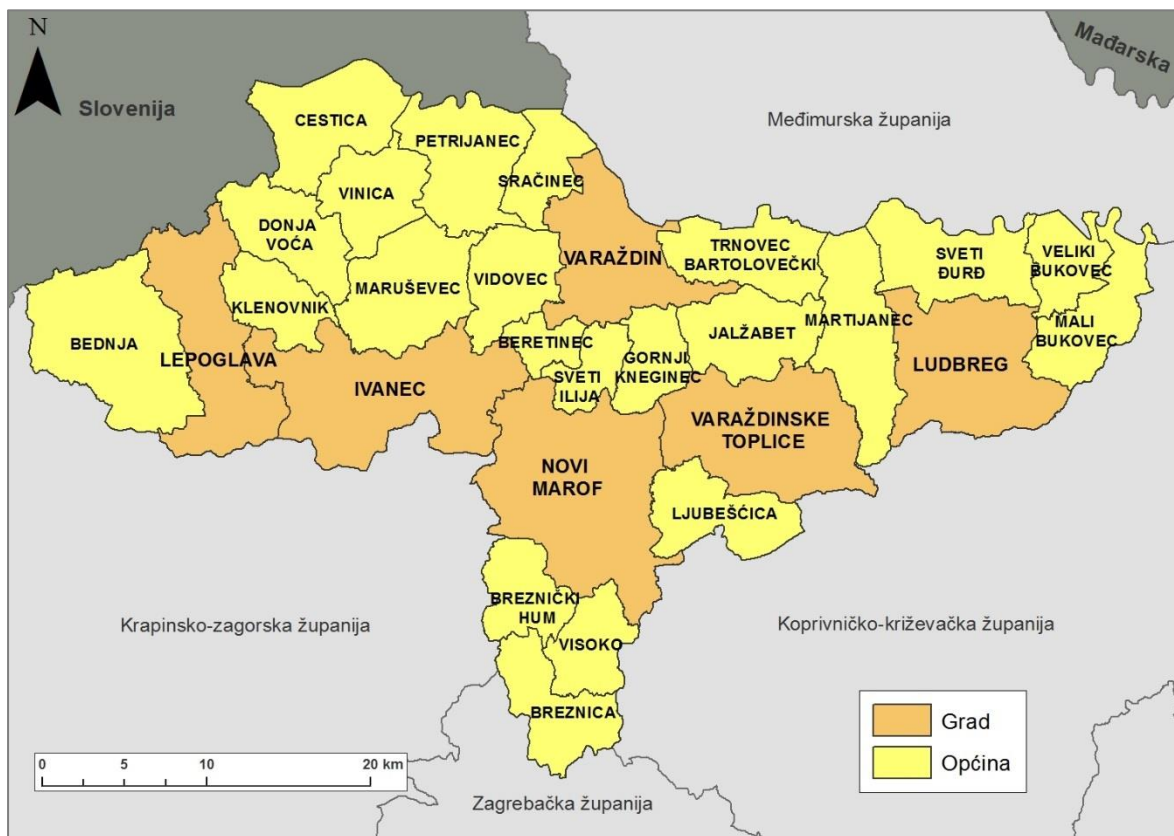 N
Mađarska
Slovenija
Međimurska županija
CESTICA
PETRIJANEC
SRAČINEC
VINICA
DONJA
VOĆA
VARAŽDIN
TRNOVEC
BARTOLOVEČKI
SVETI
ĐURĐ
VELIKI
BUKOVEC
MARUŠEVEC
VIDOVEC
KLENOVNIK
MARTIJANEC
MALI
BUKOVEC
BEDNJA
LEPOGLAVA
BERETINEC
JALŽABET
IVANEC
SVETI
ILIJA
GORNJI
KNEGINEC
LUDBREG
VARAŽDINSKE
TOPLICE
NOVI
MAROF
LJUBEŠĆICA
BREZNIČKI
HUM
VISOKO
BREZNICA
Krapinsko-zagorska županija
Koprivničko-križevačka županija
Zagrebačka županija
Grad
Općina
0 5 10 20 km